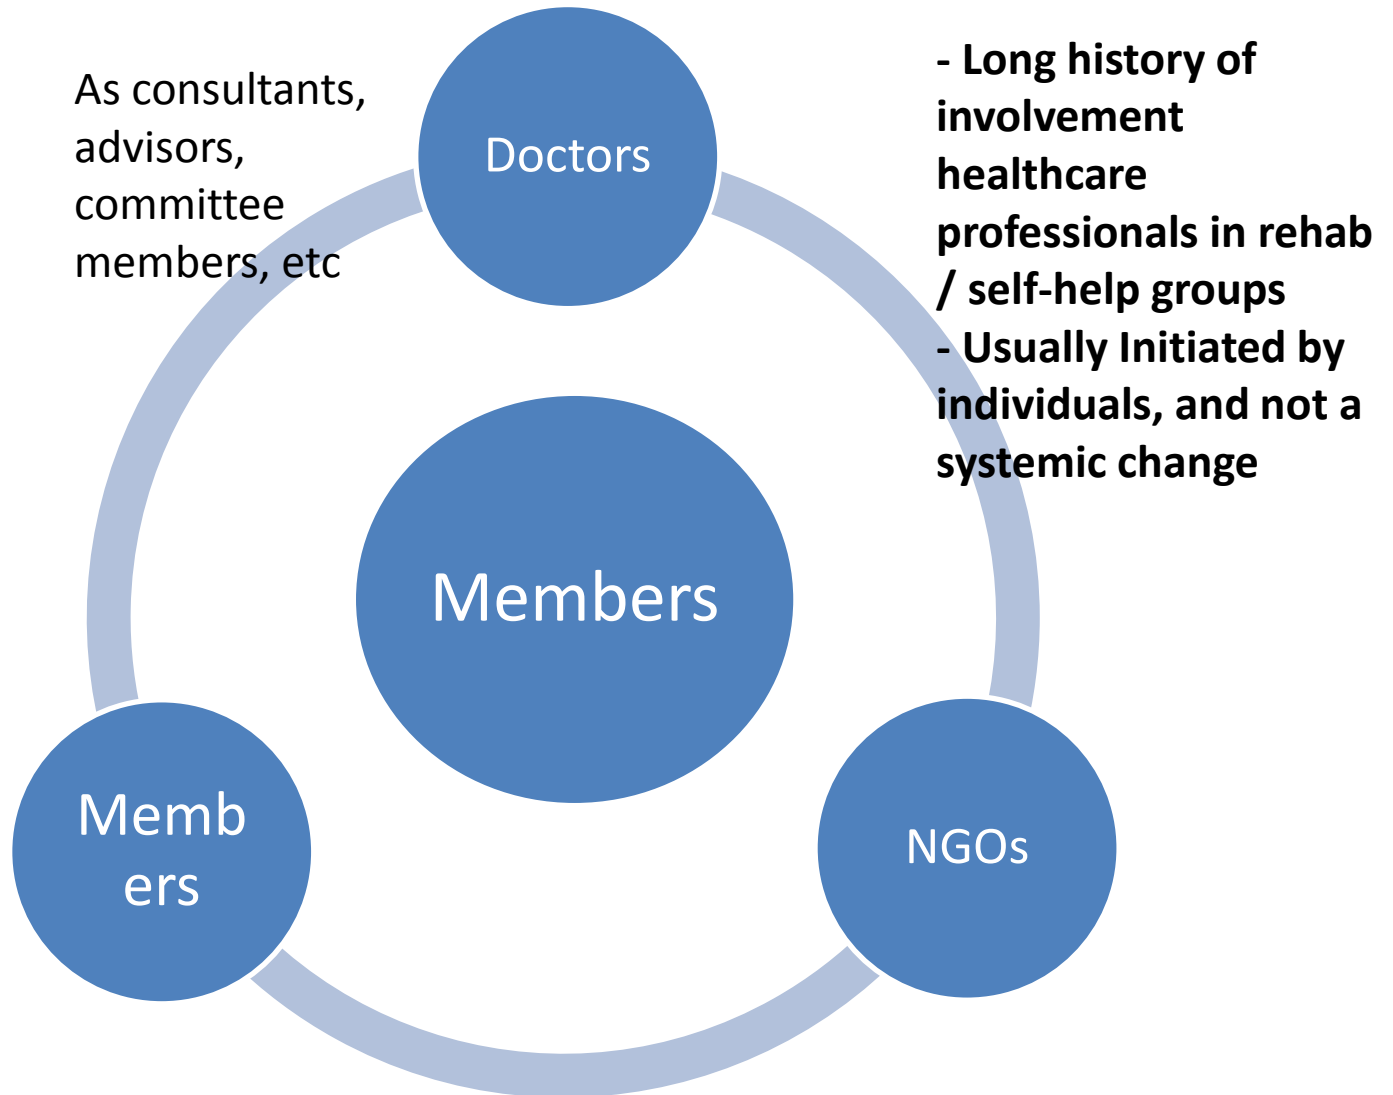 As consultants,
advisors,
committee
members, etc
Doctors
- Long history of
involvement
healthcare
professionals in rehab
/ self-help groups
- Usually Initiated by
individuals, and not a
systemic change
Members
Memb
ers
NGOs